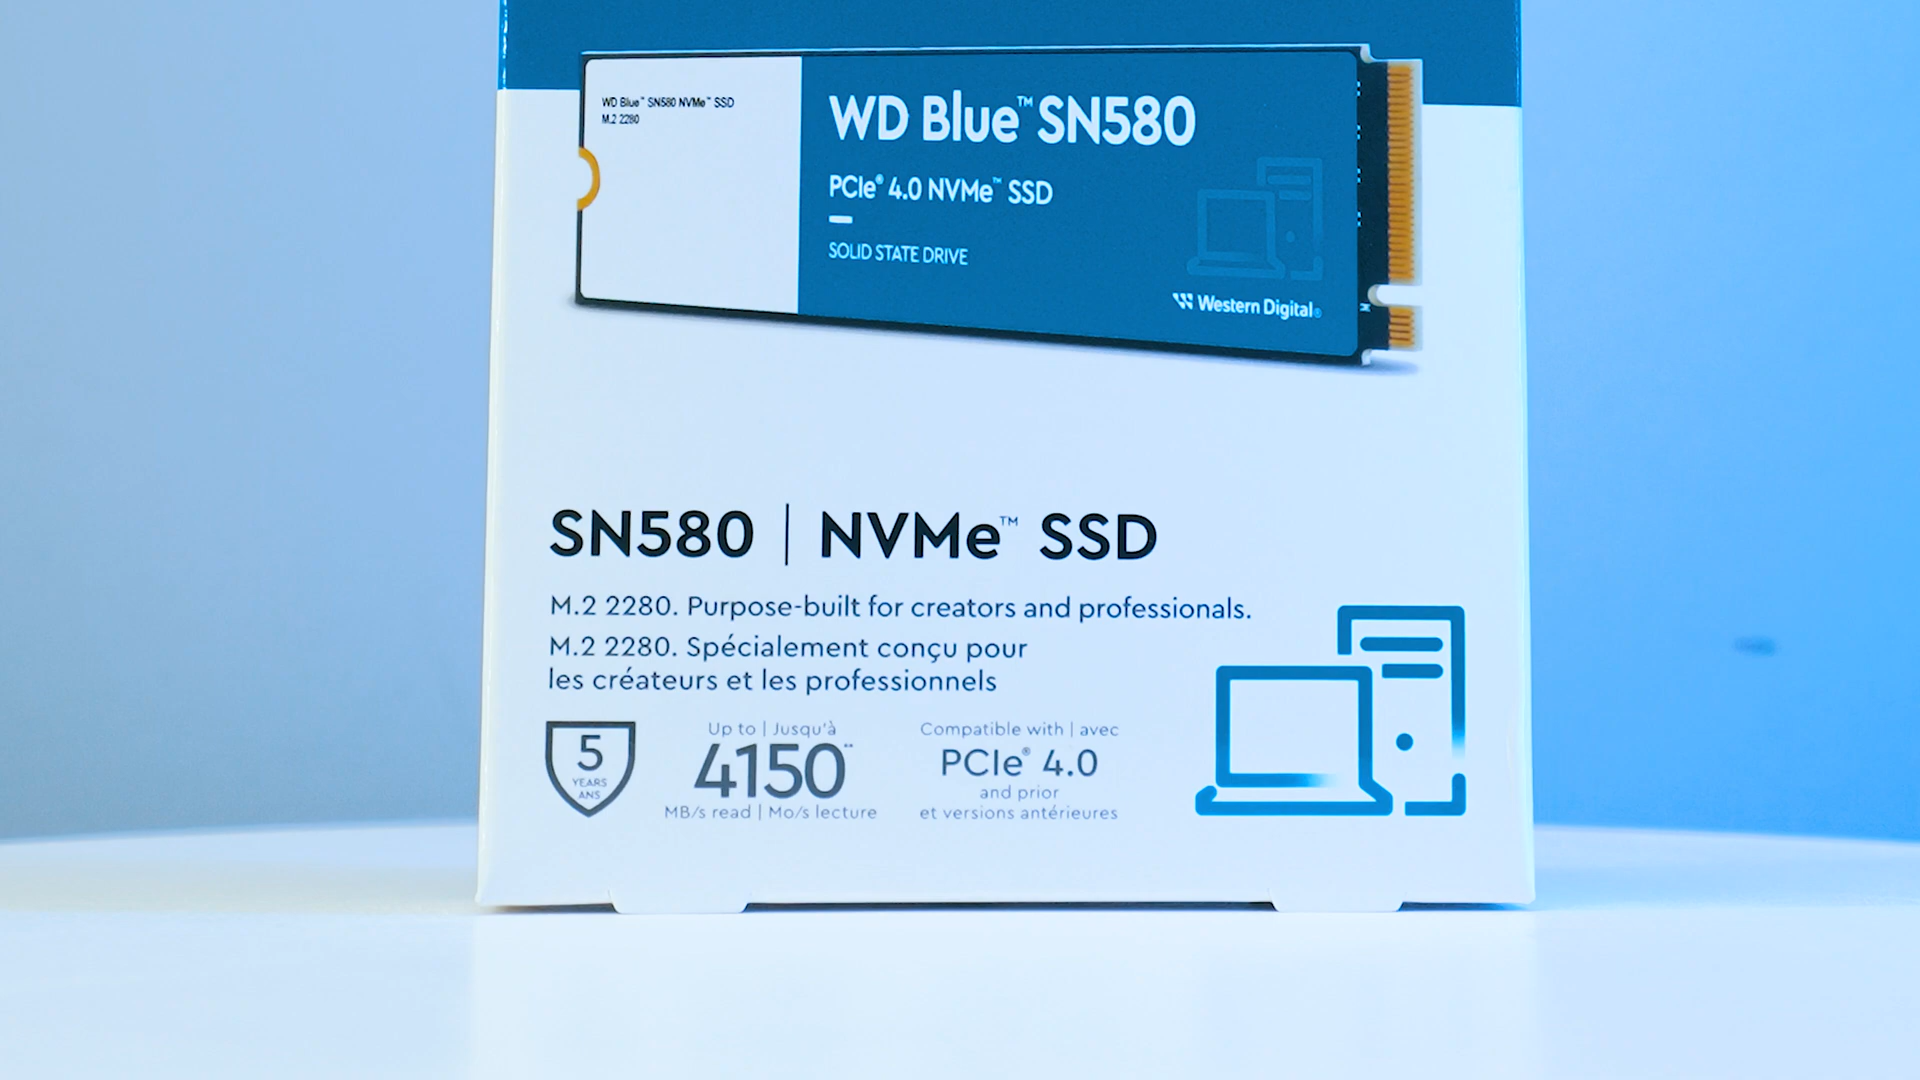 WD Blue™ SN580 NVMe™ SSD
M.2 2280
WD Blue™ SN580
PCIe® 4.0 NVMe™ SSD
SOLID STATE DRIVE
Western Digital®
SN580 | NVMe™ SSD
M.2 2280. Purpose-built for creators and professionals.
M.2 2280. Spécialement conçu pour
les créateurs et les professionnels
5
YEARS
ANS
Up to | Jusqu'à
4150**
MB/s read | Mo/s lecture
Compatible with | avec
PCIe® 4.0
and prior
et versions antérieures